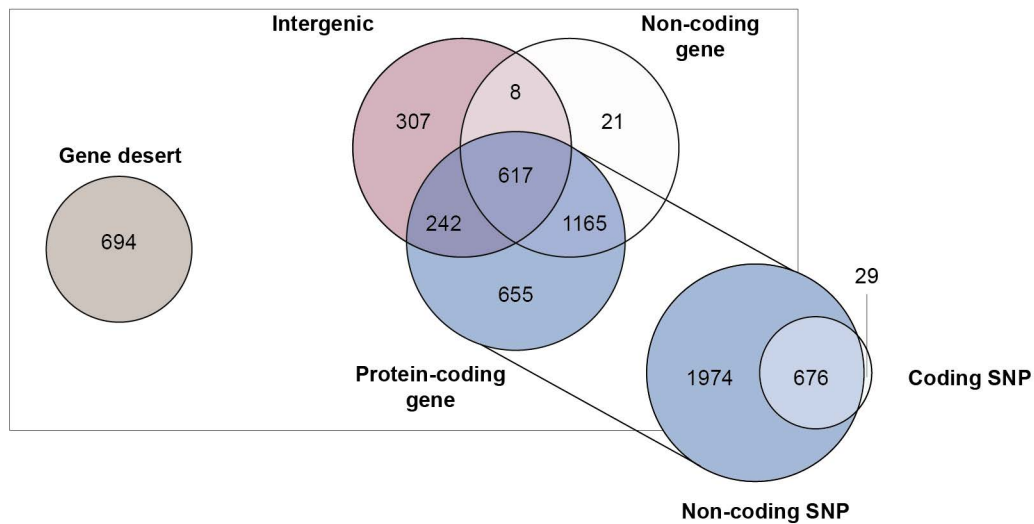 Intergenic
Non-coding
gene
8
307
21
Gene desert
617
694
242
1165
655
29
Protein-coding
gene
1974
676
Coding SNP
Non-coding SNP